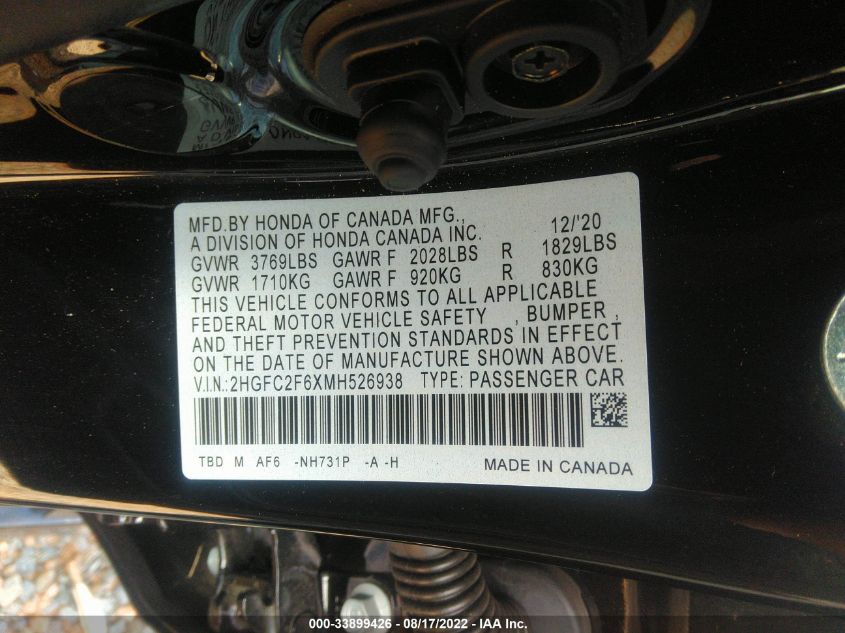 MFD.BY HONDA OF CANADA MFG., 12/'20
A DIVISION OF HONDA CANADA INC.
GVWR 3769LBS GAWR F 2028LBS R 1829LBS
GVWR 1710KG GAWR F 920KG R 830KG
THIS VEHICLE CONFORMS TO ALL APPLICABLE
FEDERAL MOTOR VEHICLE SAFETY , BUMPER ,
AND THEFT PREVENTION STANDARDS IN EFFECT
ON THE DATE OF MANUFACTURE SHOWN ABOVE.
V.I.N.:2HGFC2F6XMH526938 TYPE: PASSENGER CAR
TBD M AF6 -NH731P -A -H MADE IN CANADA
000-33899426 - 08/17/2022 - IAA Inc.